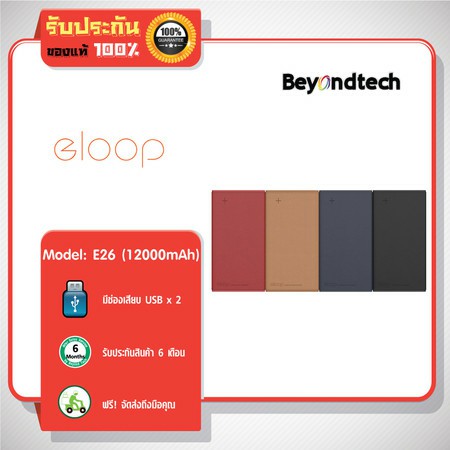 รับประกัน
ของแท้ 100%
100%
GUARANTEE
Beyondtech
eloop
Model: E26 (12000mAh)
มีช่องเสียบ USB x 2
6
Months
รับประกันสินค้า 6 เดือน
ฟรี! จัดส่งถึงมือคุณ